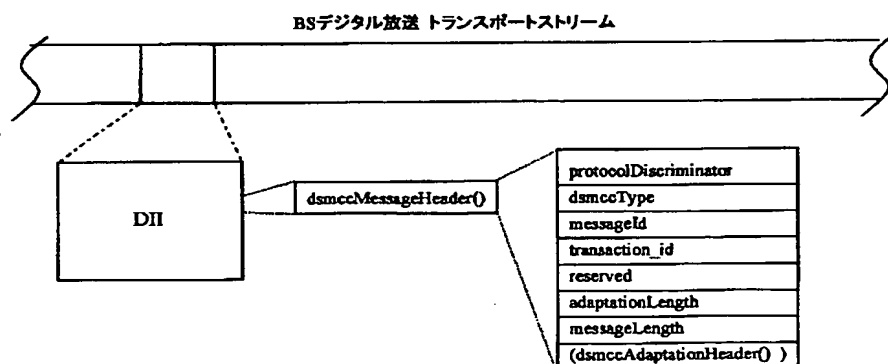 BSデジタル放送 トランスポートストリーム
DII
dsmccMessageHeader()
protocolDiscriminator
dsmccType
messageId
transaction_id
reserved
adaptationLength
messageLength
(dsmccAdaptationHeader() )